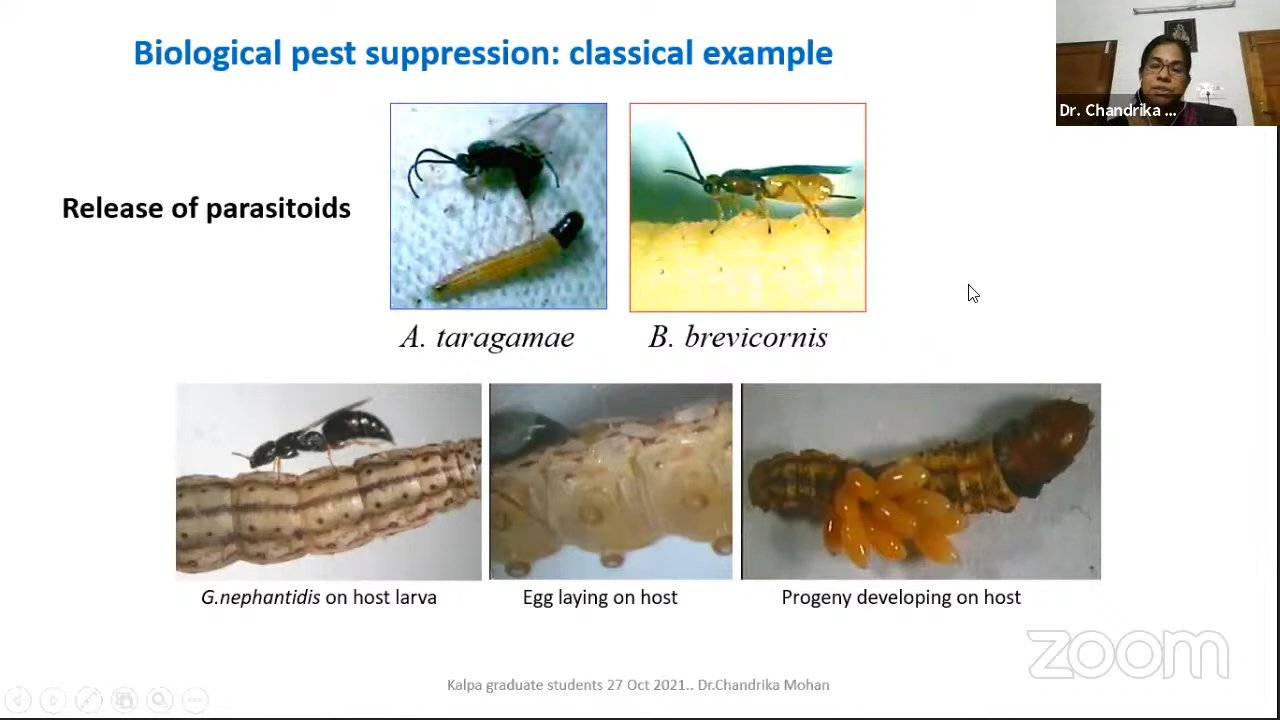 Biological pest suppression: classical example
Dr. Chandrika ...
Release of parasitoids
A. taragamae
B. brevicornis
G.nephantidis on host larva
Egg laying on host
Progeny developing on host
zoom
Kalpa graduate students 27 Oct 2021.. Dr.Chandrika Mohan